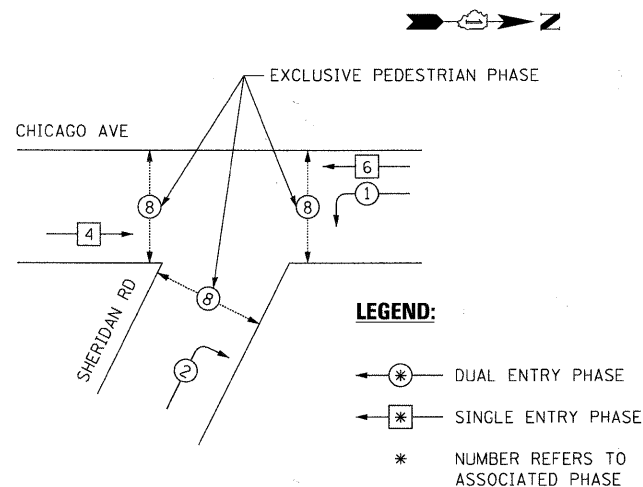 N
EXCLUSIVE PEDESTRIAN PHASE
CHICAGO AVE
6
1
8
8
4
8
SHERIDAN RD
2
LEGEND:
* DUAL ENTRY PHASE
* SINGLE ENTRY PHASE
* NUMBER REFERS TO
ASSOCIATED PHASE